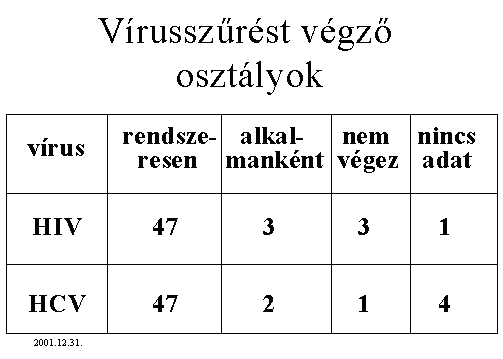 Vírusszűrést végző
osztályok
vírus rendsze-resen alkal-manként nem végez nincs adat
HIV 47 3 3 1
HCV 47 2 1 4
2001.12.31.